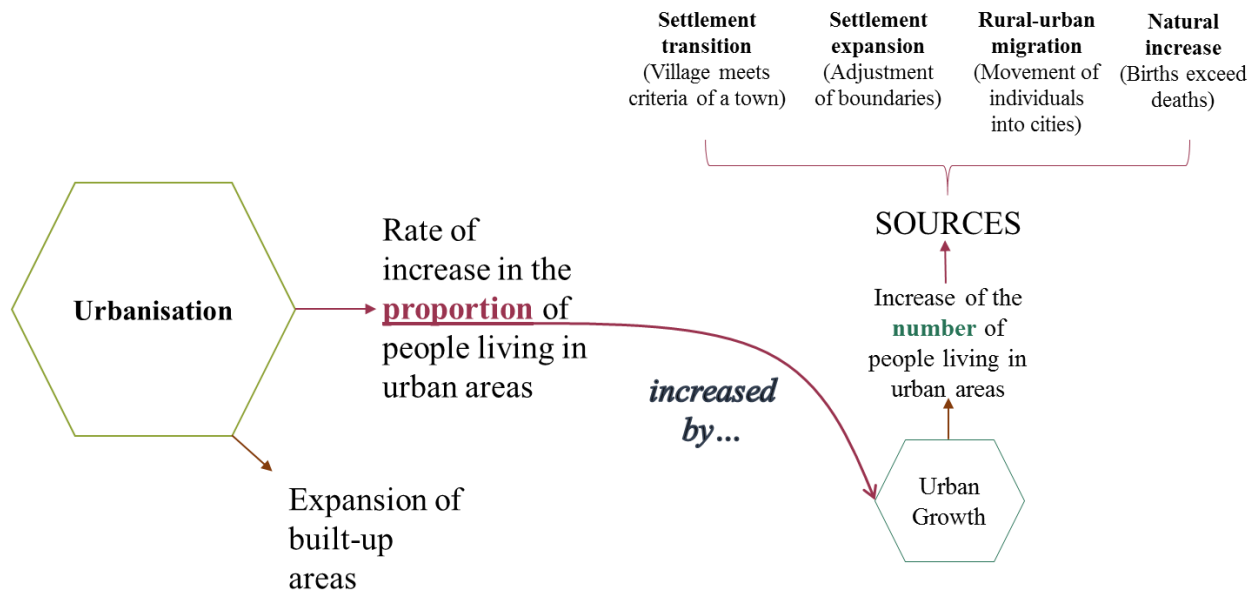 Settlement
transition
(Village meets
criteria of a town)
Settlement
expansion
(Adjustment
of boundaries)
Rural-urban
migration
(Movement of
individuals
into cities)
Natural
increase
(Births exceed
deaths)
SOURCES
Urbanisation
Rate of
increase in the
proportion of
people living in
urban areas
Increase of the
number of
people living in
urban areas
increased
by...
Urban
Growth
Expansion of
built-up
areas